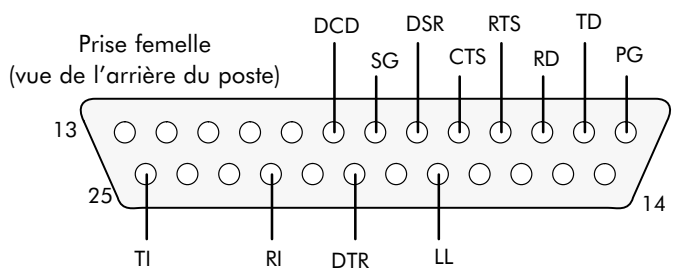 Prise femelle
(vue de l'arrière du poste)
DCD
DSR
RTS
TD
SG
CTS
RD
PG
13
25
14
TI
RI
DTR
LL